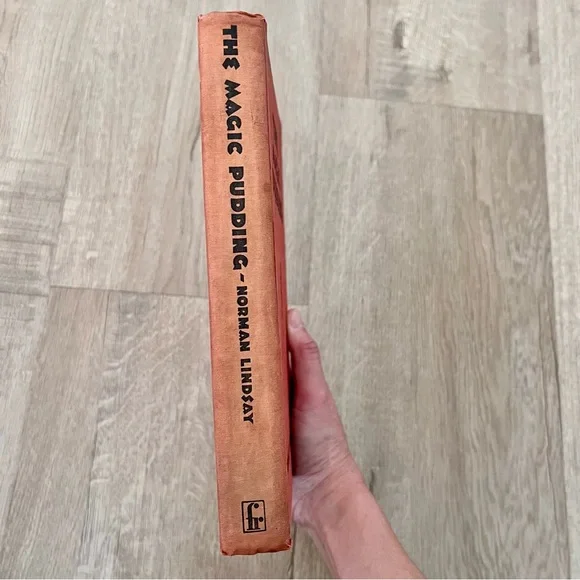 THE MAGIC PUDDING ~ NORMAN LINDSAY
fr